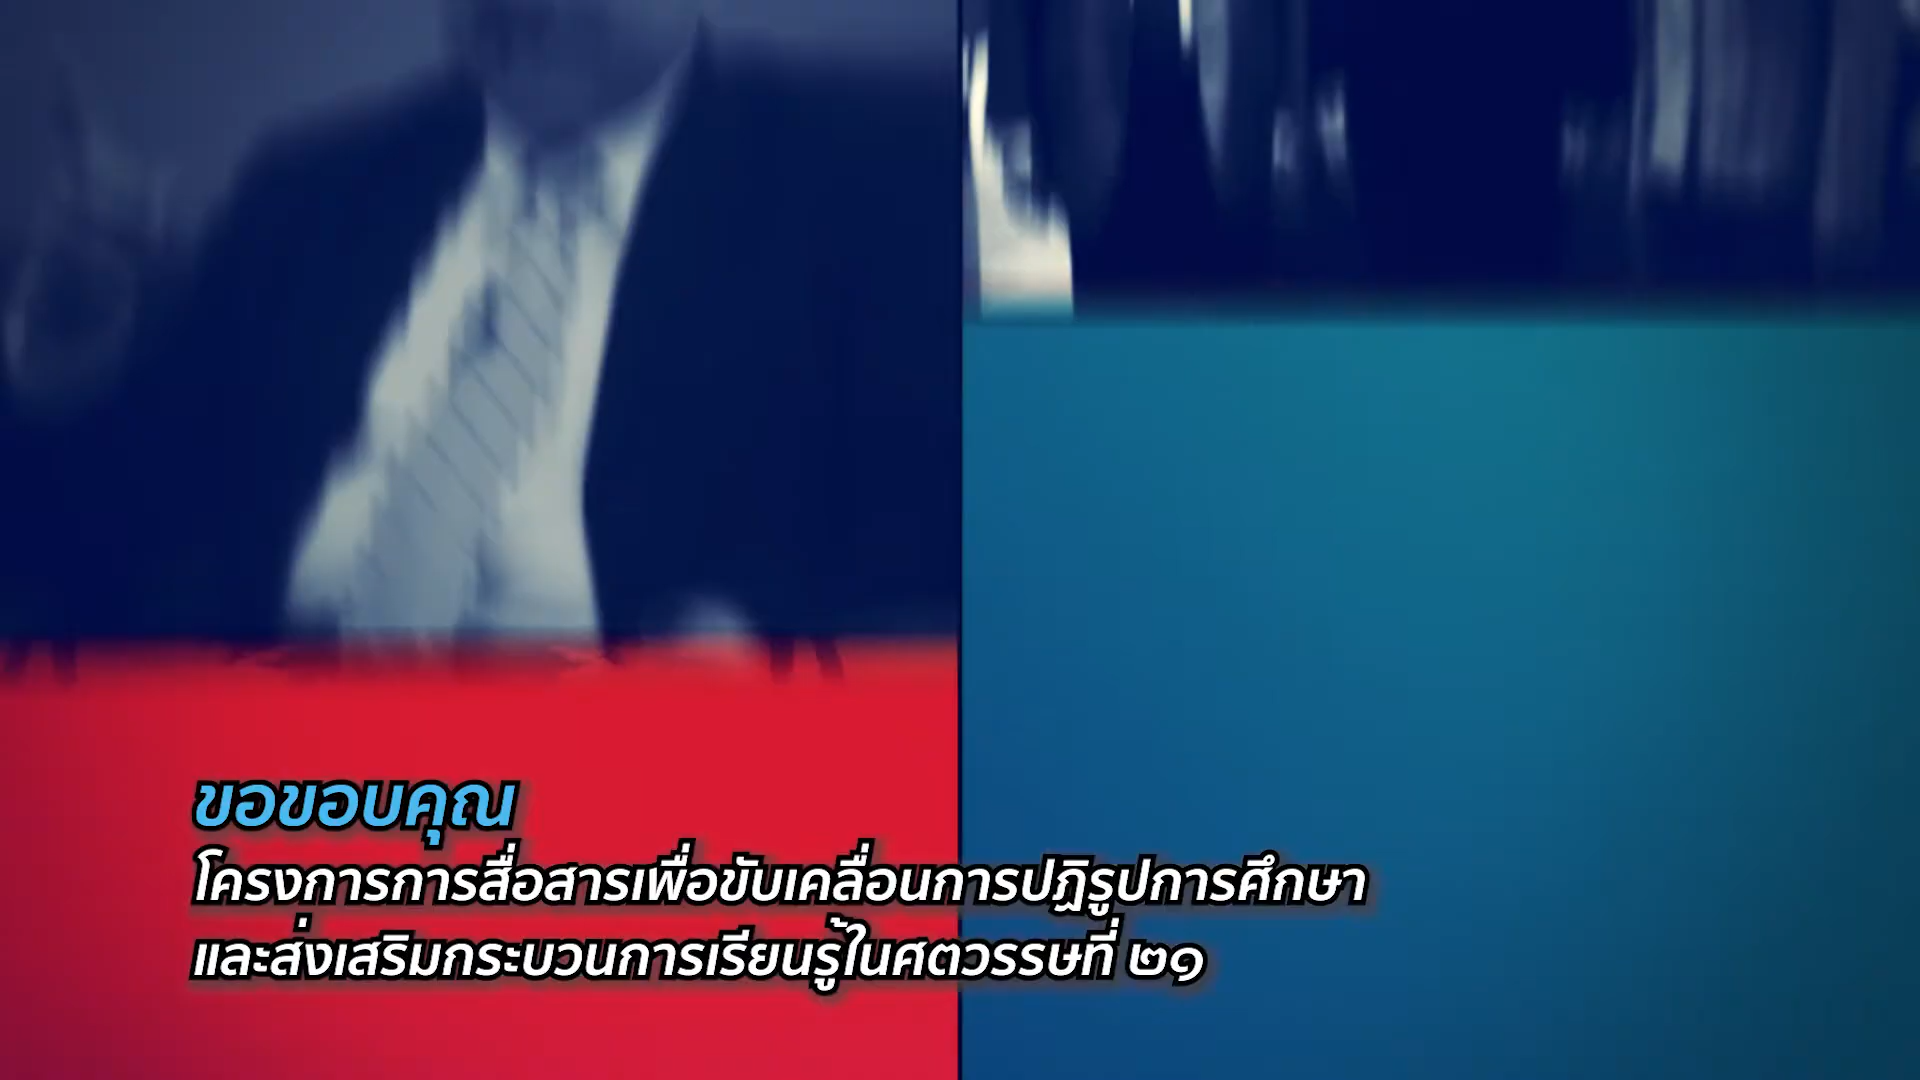 ขอขอบคุณ
โครงการการสื่อสารเพื่อขับเคลื่อนการปฏิรูปการศึกษา
และส่งเสริมกระบวนการเรียนรู้ในศตวรรษที่ ๒๑